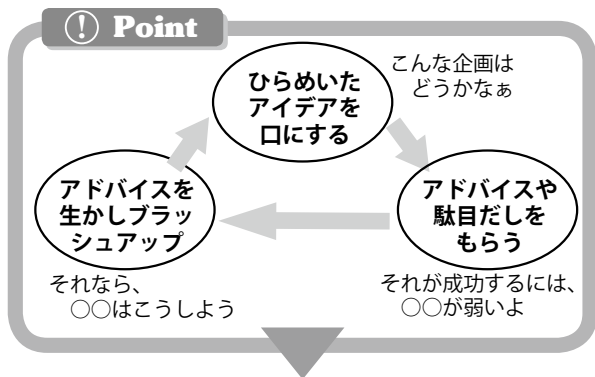 ! Point
ひらめいた
アイデアを
口にする
こんな企画は
どうかなぁ
アドバイスや
駄目だしを
もらう
それが成功するには、
○○が弱いよ
アドバイスを
生かしブラッ
シュアップ
それなら、
○○はこうしよう